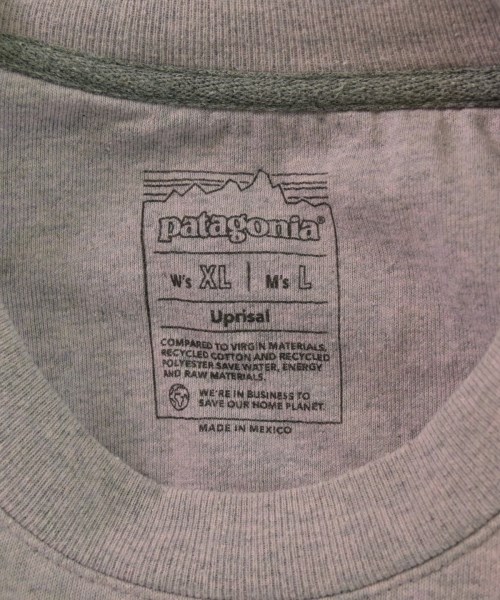 patagonia®
W's XL | M's L
Uprisal
COMPARED TO VIRGIN MATERIALS,
RECYCLED COTTON AND RECYCLED
POLYESTER SAVE WATER, ENERGY
AND RAW MATERIALS.
WE'RE IN BUSINESS TO
SAVE OUR HOME PLANET.
MADE IN MEXICO